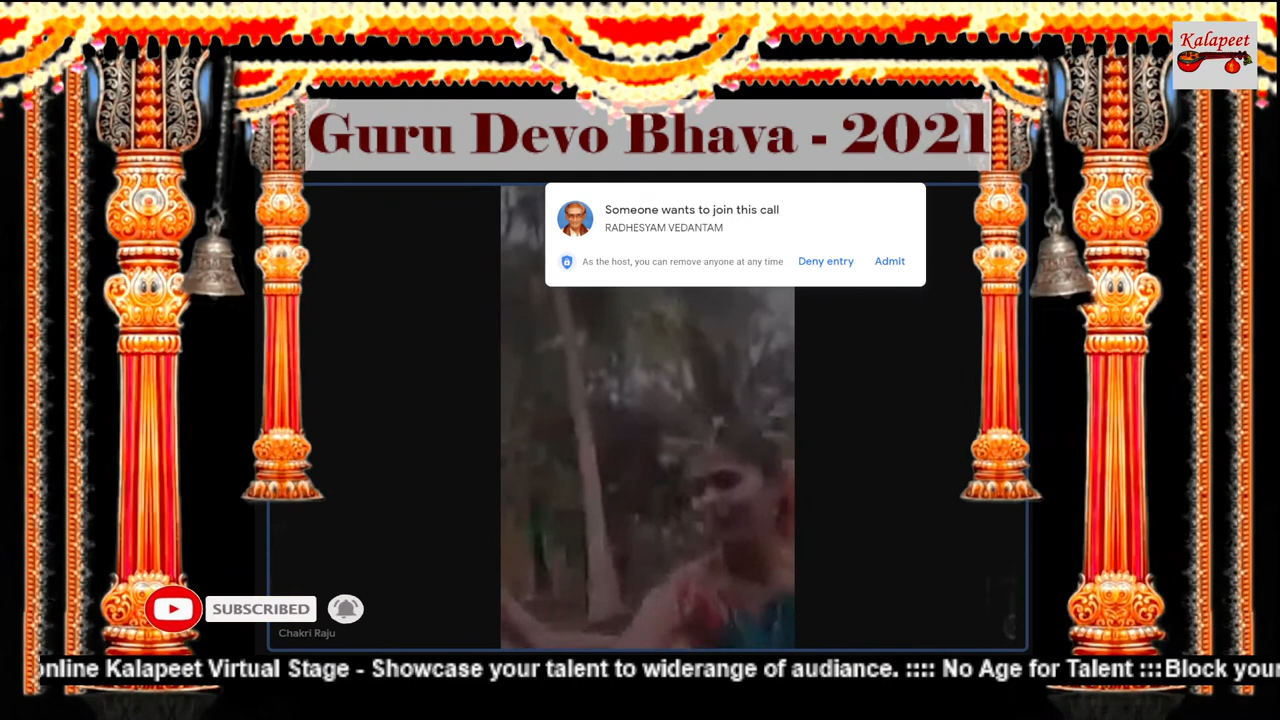 Kalapeet
Guru Devo Bhava - 2021
Someone wants to join this call
RADHESYAM VEDANTAM
As the host, you can remove anyone at any time
Deny entry
Admit
SUBSCRIBED
Chakri Raju
online Kalapeet Virtual Stage - Showcase your talent to widerange of audiance. :::: No Age for Talent ::: Block your